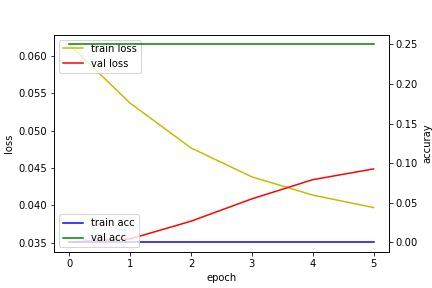 train loss
val loss
train acc
val acc
0.060
0.055
0.050
0.045
0.040
0.035
loss
0.25
0.20
0.15
0.10
0.05
0.00
accuray
0 1 2 3 4 5
epoch